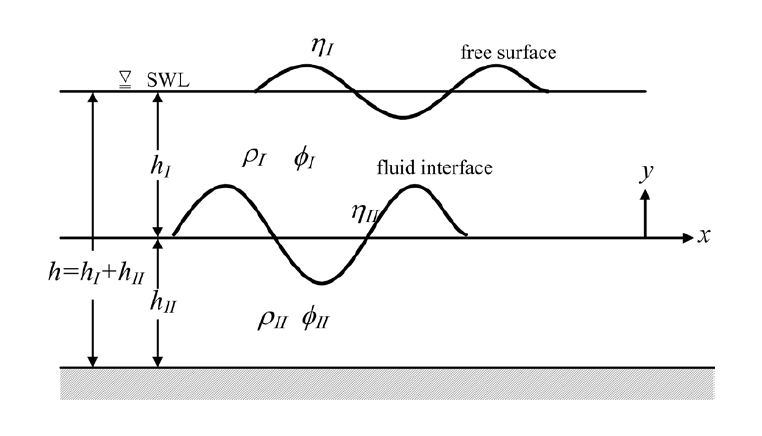 η_I
free surface
SWL
h_I
ρ_I ϕ_I
fluid interface
y
η_II
x
h=h_I+h_II
h_II
ρ_II ϕ_II